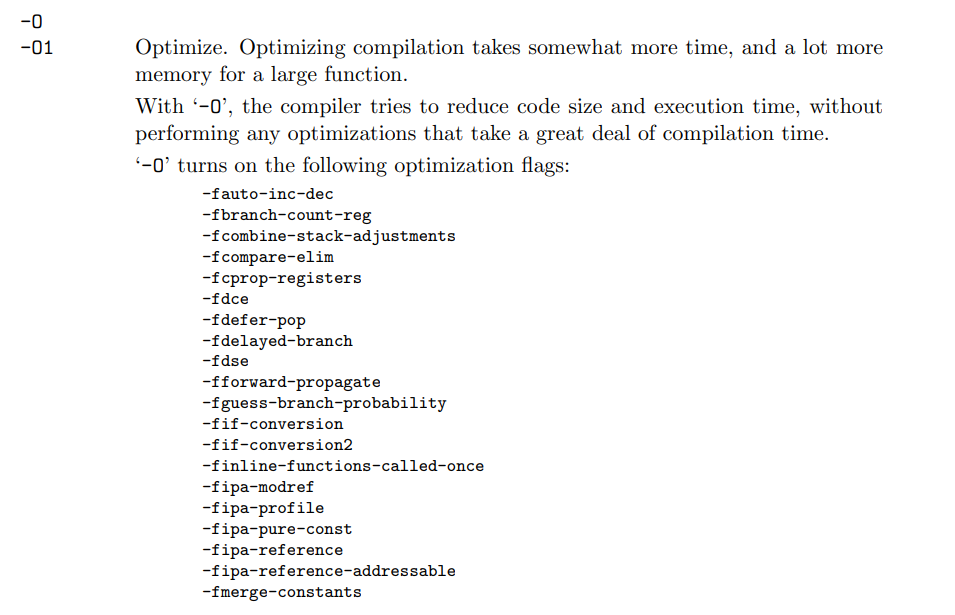 -O
-O1
Optimize. Optimizing compilation takes somewhat more time, and a lot more
memory for a large function.
With ‘-O’, the compiler tries to reduce code size and execution time, without
performing any optimizations that take a great deal of compilation time.
‘-O’ turns on the following optimization flags:
-fauto-inc-dec
-fbranch-count-reg
-fcombine-stack-adjustments
-fcompare-elim
-fcprop-registers
-fdce
-fdefer-pop
-fdelayed-branch
-fdse
-fforward-propagate
-fguess-branch-probability
-fif-conversion
-fif-conversion2
-finline-functions-called-once
-fipa-modref
-fipa-profile
-fipa-pure-const
-fipa-reference
-fipa-reference-addressable
-fmerge-constants